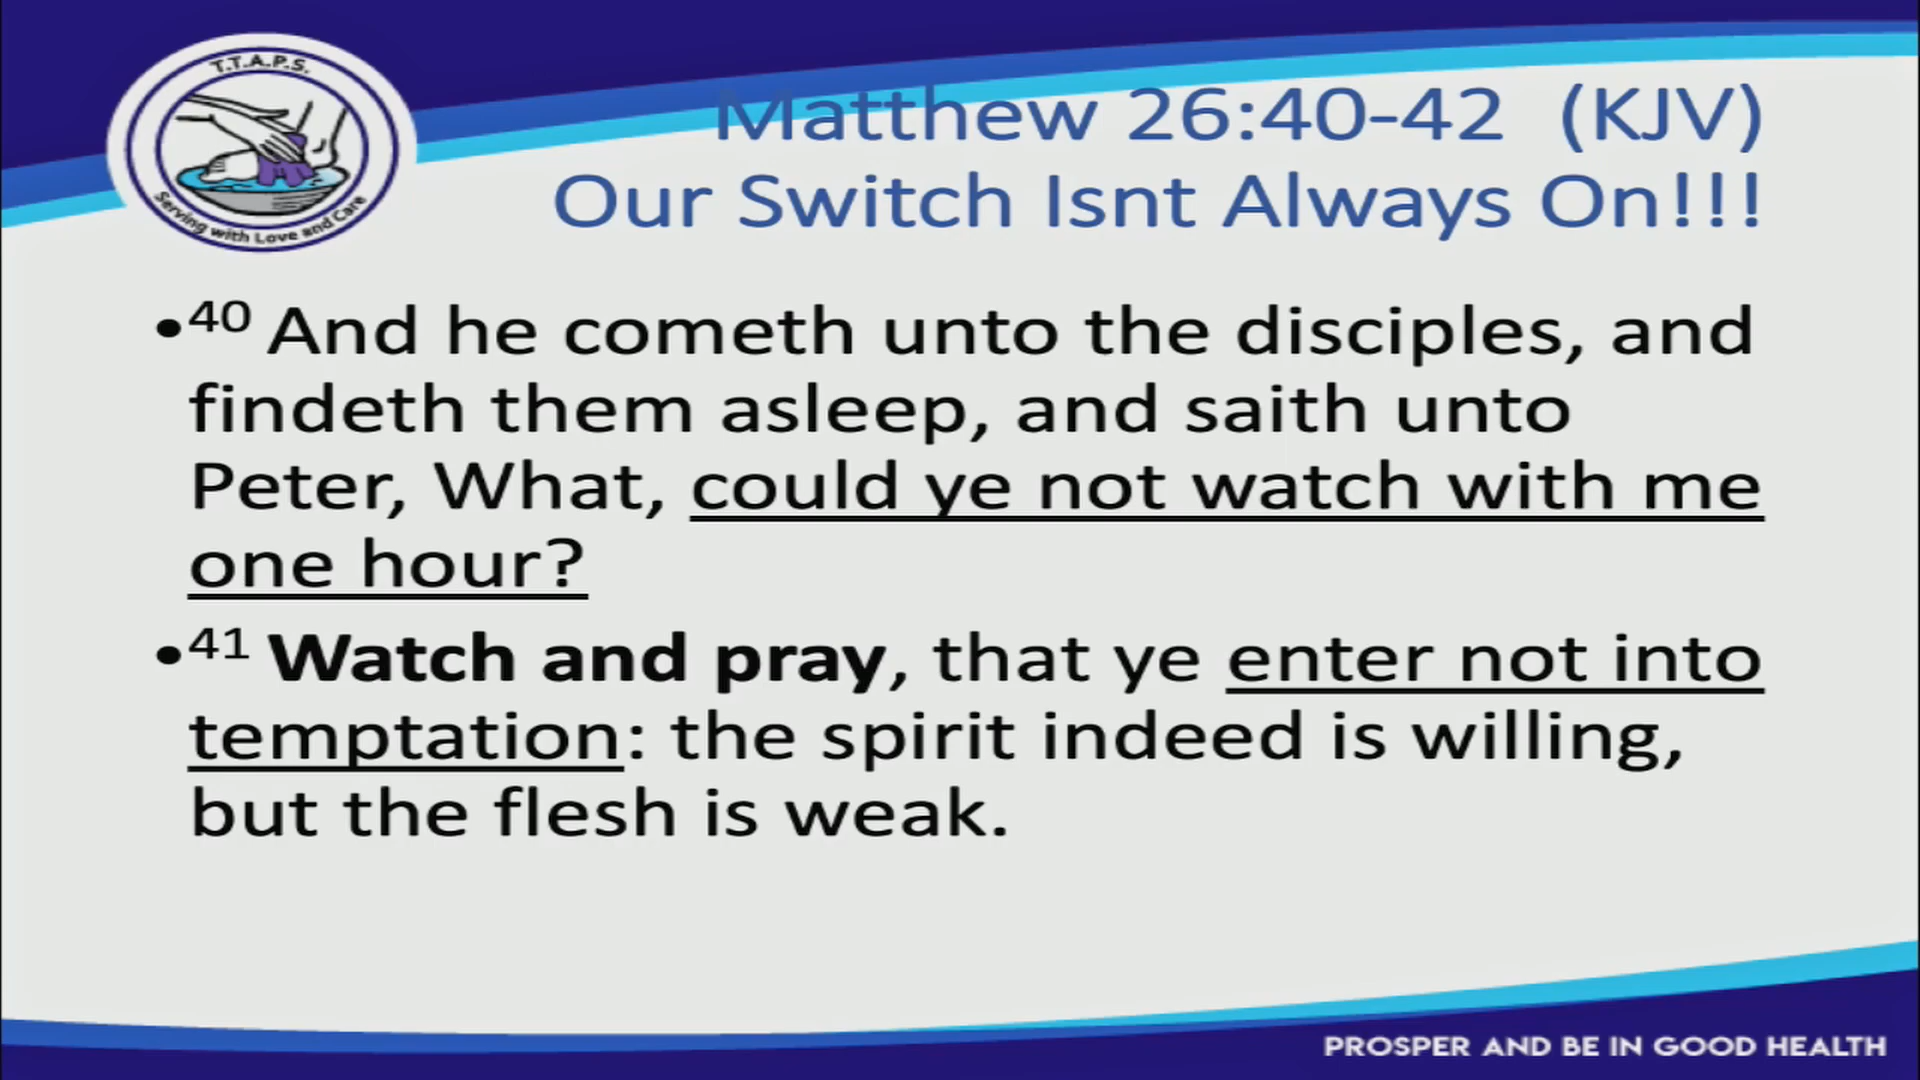 T.T.A.P.S.
Serving with Love and Care
Matthew 26:40-42 (KJV)
Our Switch Isnt Always On!!!
•40 And he cometh unto the disciples, and
findeth them asleep, and saith unto
Peter, What, could ye not watch with me
one hour?
•41 Watch and pray, that ye enter not into
temptation: the spirit indeed is willing,
but the flesh is weak.
PROSPER AND BE IN GOOD HEALTH